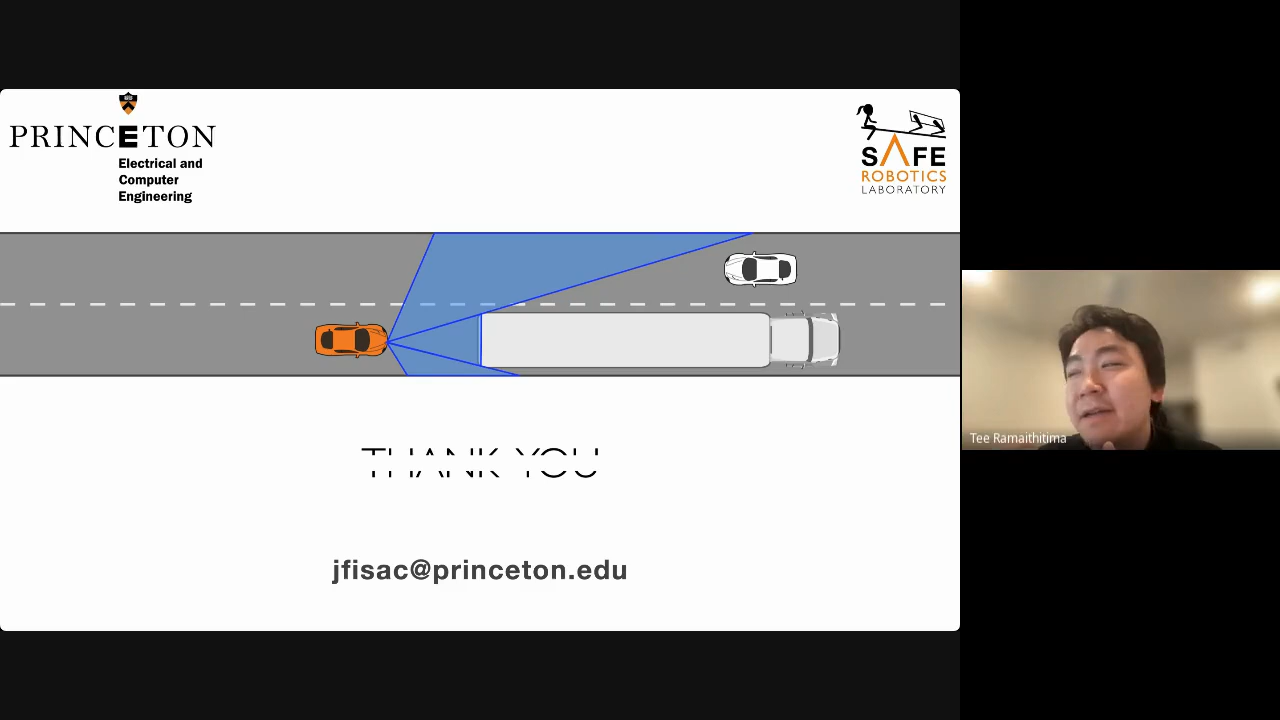 PRINCETON
Electrical and
Computer
Engineering
SAFE
ROBOTICS
LABORATORY
THANK YOU
jfisac@princeton.edu
Tee Ramaithitima